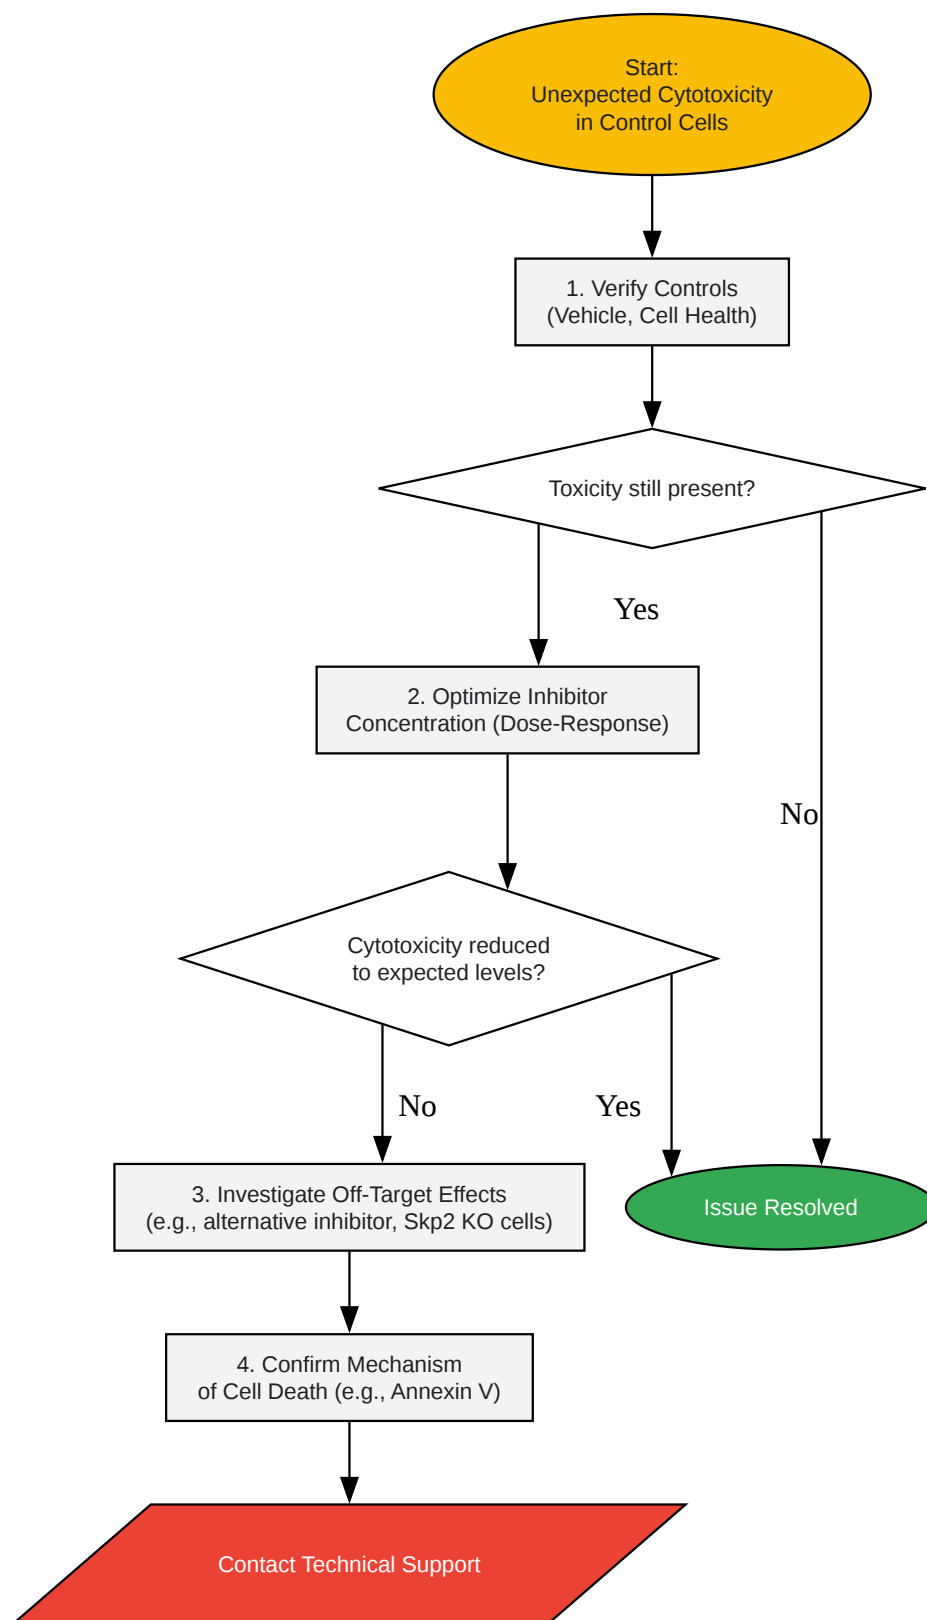 Start:
Unexpected Cytotoxicity
in Control Cells
1. Verify Controls
(Vehicle, Cell Health)
Toxicity still present?
Yes
2. Optimize Inhibitor
Concentration (Dose-Response)
No
Cytotoxicity reduced
to expected levels?
No
Yes
3. Investigate Off-Target Effects
(e.g., alternative inhibitor, Skp2 KO cells)
Issue Resolved
4. Confirm Mechanism
of Cell Death (e.g., Annexin V)
Contact Technical Support